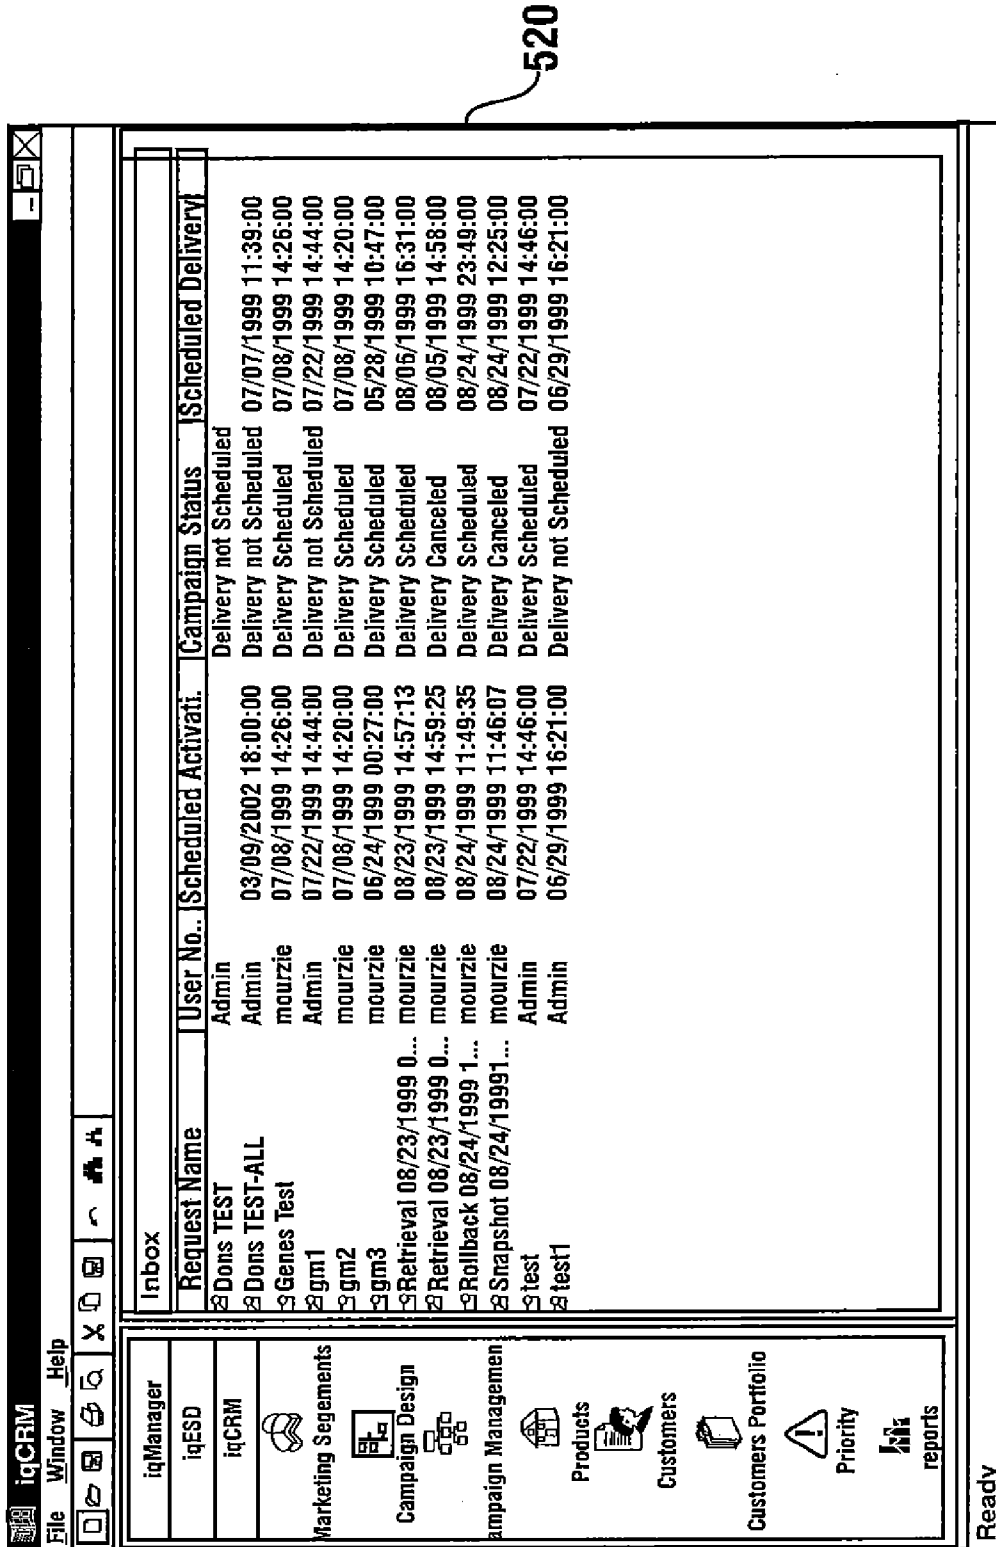 iqCRM
File Window Help
iqManager
iqESD
iqCRM
Marketing Segements
Campaign Design
ampaign Managemen
Products
Customers
Customers Portfolio
Priority
reports
Inbox
Request Name User No.. Scheduled Activati. Campaign Status Scheduled Delivery
Dons TEST Admin Delivery not Scheduled
Dons TEST-ALL Admin 03/09/2002 18:00:00 Delivery not Scheduled 07/07/1999 11:39:00
Genes Test mourzie 07/08/1999 14:26:00 Delivery Scheduled 07/08/1999 14:26:00
gm1 Admin 07/22/1999 14:44:00 Delivery not Scheduled 07/22/1999 14:44:00
gm2 mourzie 07/08/1999 14:20:00 Delivery Scheduled 07/08/1999 14:20:00
gm3 mourzie 06/24/1999 00:27:00 Delivery Scheduled 05/28/1999 10:47:00
Retrieval 08/23/1999 0... mourzie 08/23/1999 14:57:13 Delivery Scheduled 08/06/1999 16:31:00
Retrieval 08/23/1999 0... mourzie 08/23/1999 14:59:25 Delivery Canceled 08/05/1999 14:58:00
Rollback 08/24/1999 1... mourzie 08/24/1999 11:49:35 Delivery Scheduled 08/24/1999 23:49:00
Snapshot 08/24/19991... mourzie 08/24/1999 11:46:07 Delivery Canceled 08/24/1999 12:25:00
test Admin 07/22/1999 14:46:00 Delivery Scheduled 07/22/1999 14:46:00
test1 Admin 06/29/1999 16:21:00 Delivery not Scheduled 06/29/1999 16:21:00
Ready
520